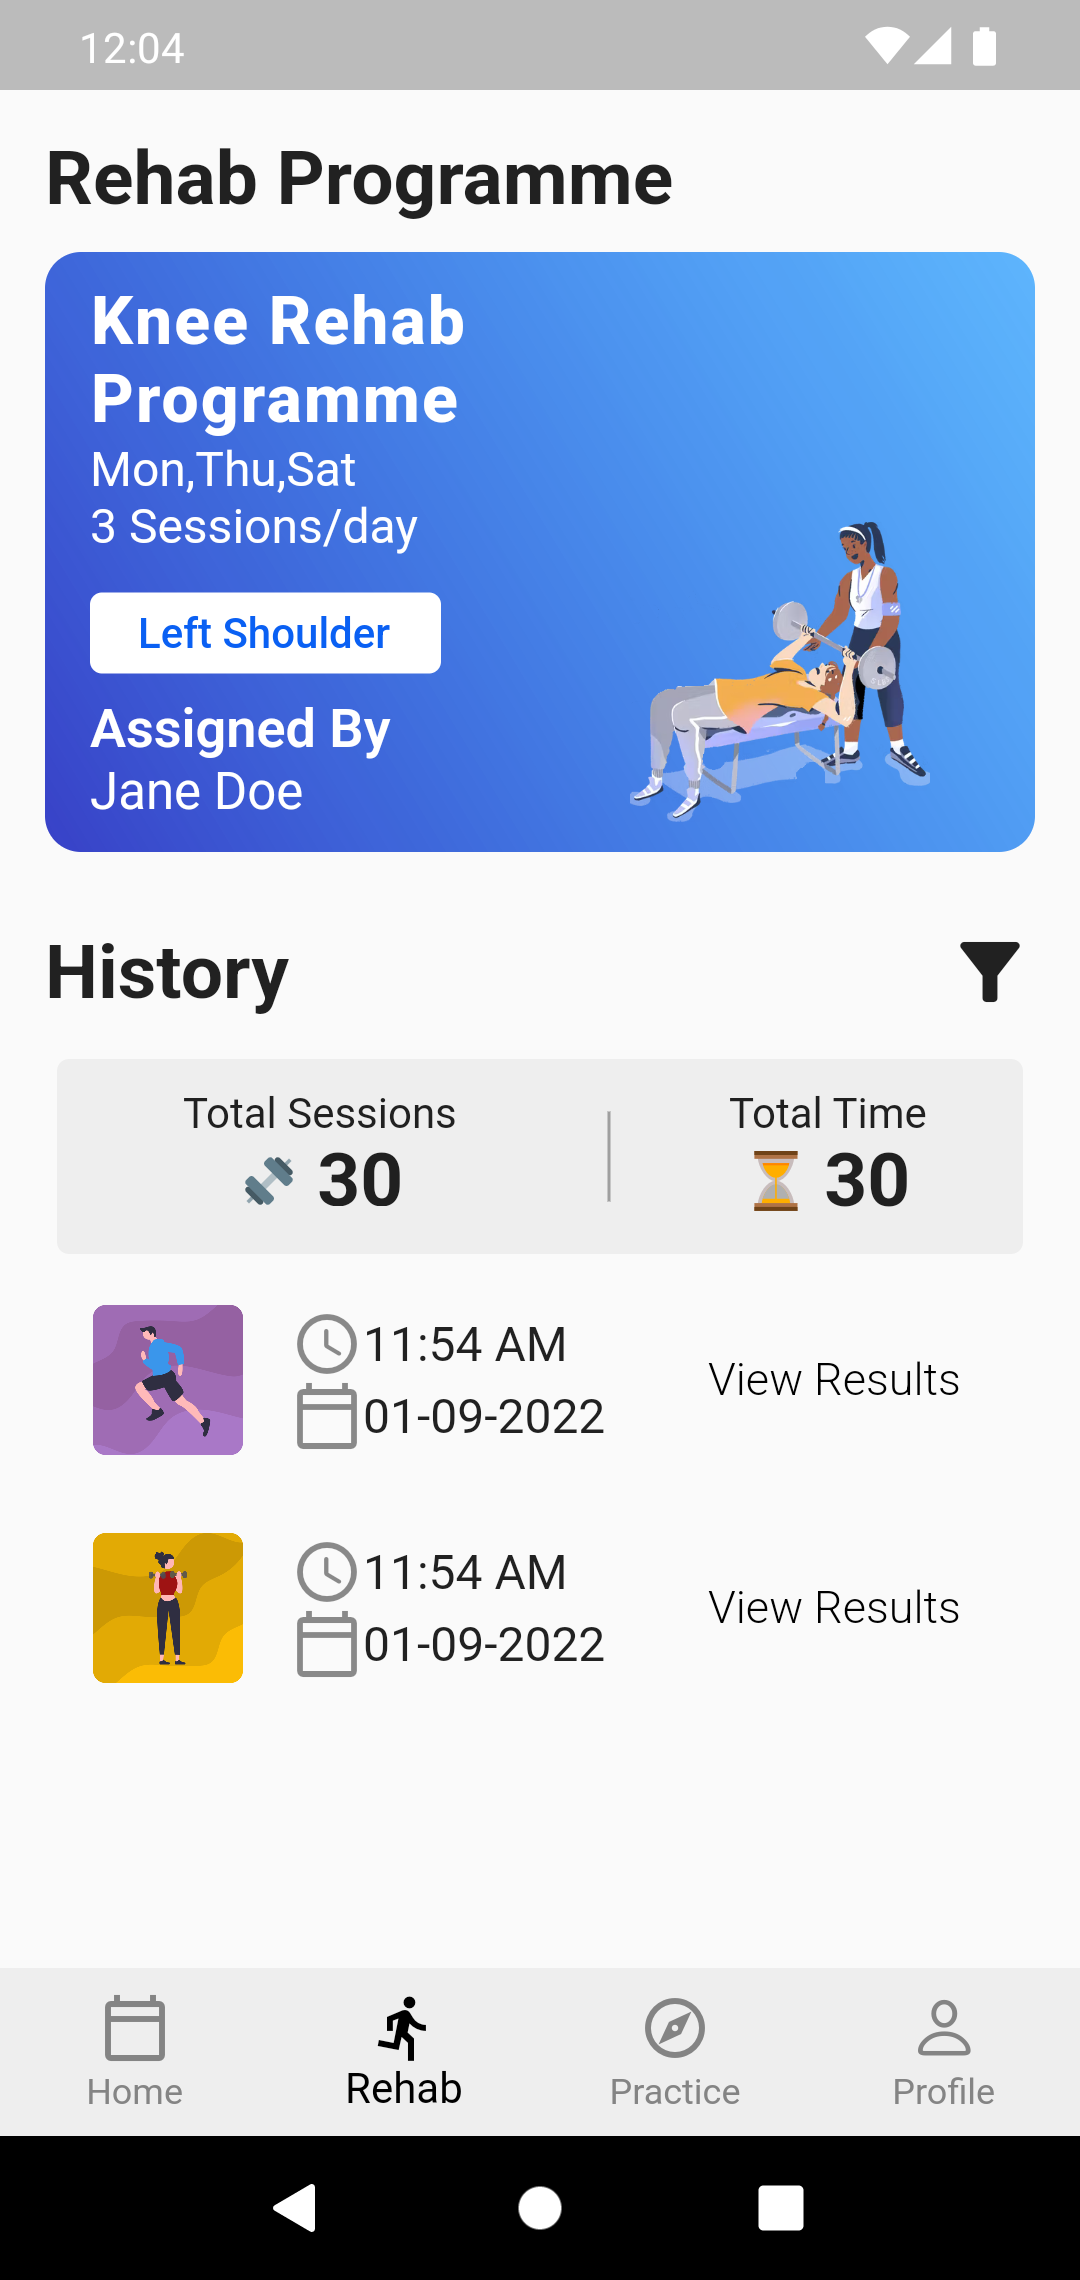 12:04
Rehab Programme
Knee Rehab
Programme
Mon,Thu,Sat
3 Sessions/day
Left Shoulder
Assigned By
Jane Doe
History
Total Sessions
30
Total Time
30
11:54 AM
01-09-2022
View Results
11:54 AM
01-09-2022
View Results
Home
Rehab
Practice
Profile